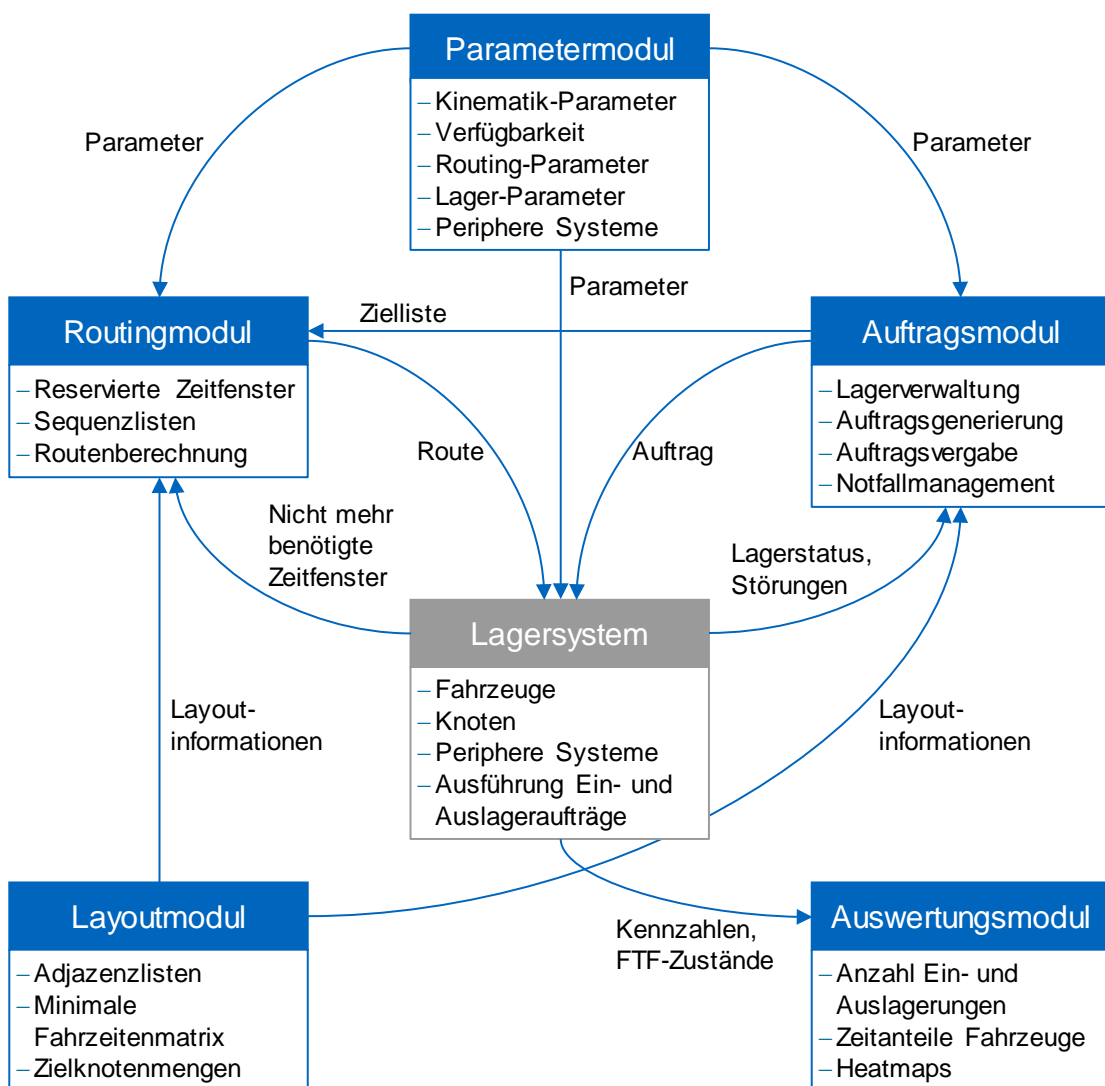 Parametermodul
– Kinematik-Parameter
– Verfügbarkeit
– Routing-Parameter
– Lager-Parameter
– Periphere Systeme
Parameter
Parameter
Parameter
Zielliste
Routingmodul
– Reservierte Zeitfenster
– Sequenzlisten
– Routenberechnung
Auftragsmodul
– Lagerverwaltung
– Auftragsgenerierung
– Auftragsvergabe
– Notfallmanagement
Route
Auftrag
Nicht mehr
benötigte
Zeitfenster
Lagerstatus,
Störungen
Lagersystem
– Fahrzeuge
– Knoten
– Periphere Systeme
– Ausführung Ein- und
Auslageraufträge
Layout-
informationen
Layout-
informationen
Layoutmodul
– Adjazenzlisten
– Minimale
Fahrzeitenmatrix
– Zielknotenmengen
Kennzahlen,
FTF-Zustände
Auswertungsmodul
– Anzahl Ein- und
Auslagerungen
– Zeitanteile Fahrzeuge
– Heatmaps